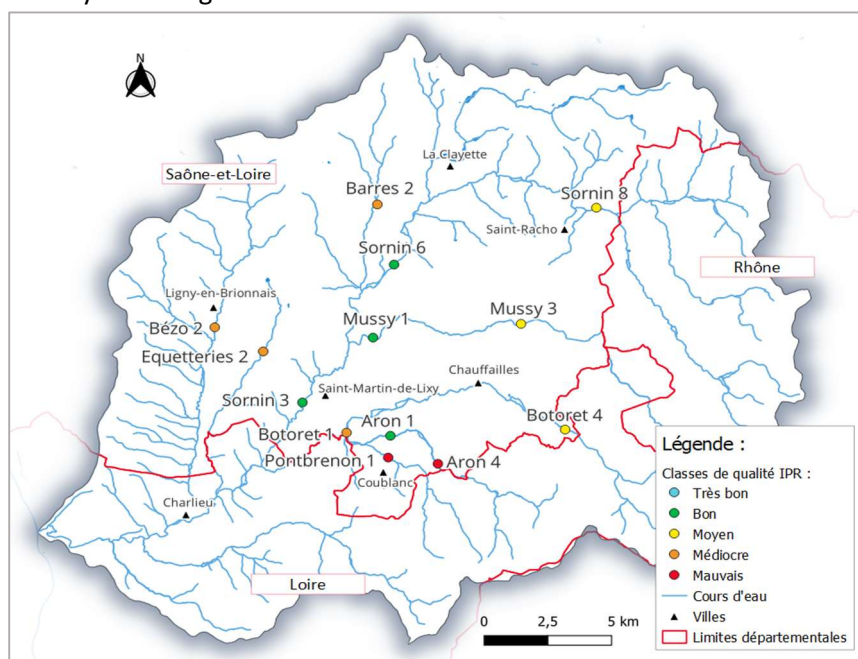 N
La Clayette
Saône-et-Loire
Barres 2
Sornin 8
Saint-Racho
Sornin 6
Rhône
Ligny-en-Brionnais
Mussy 3
Bézo 2
Mussy 1
Equetteries 2
Chauffailles
Saint-Martin-de-Lixy
Sornin 3
Aron 1
Botoret 4
Botoret 1
Pontbrenon 1
Aron 4
Coublanc
Charlieu
Loire
Légende :
Classes de qualité IPR :
Très bon
Bon
Moyen
Médiocre
Mauvais
Cours d'eau
Villes
Limites départementales
0 2,5 5 km